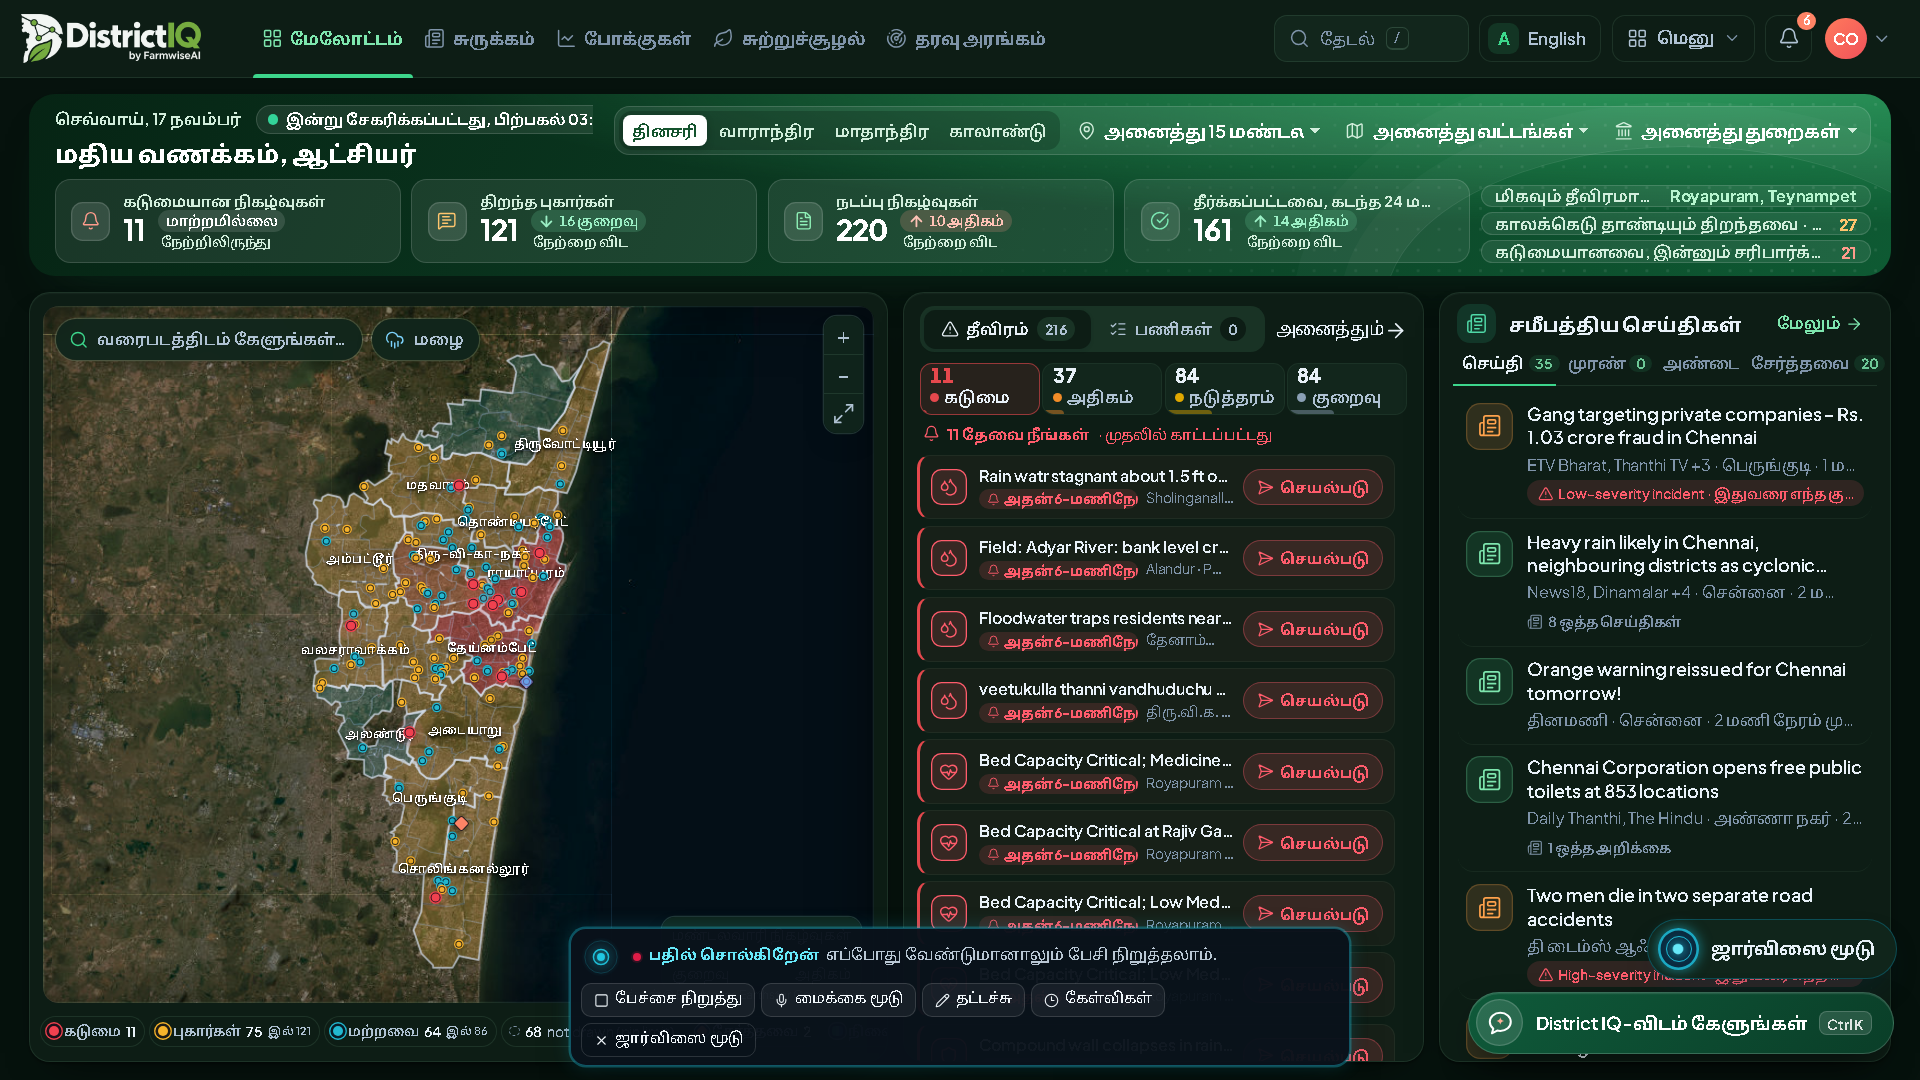 DistrictIQ
by FarmwiseAI
மேலோட்டம்
சுருக்கம்
போக்குகள்
சுற்றுச்சூழல்
தரவு அரங்கம்
தேடல் /
A English
மெனு
6
CO
செவ்வாய், 17 நவம்பர்
இன்று சேகரிக்கப்பட்டது, பிற்பகல் 03:
மதிய வணக்கம், ஆட்சியர்
தினசரி
வாராந்திர
மாதாந்திர
காலாண்டு
அனைத்து 15 மண்டல
அனைத்து வட்டங்கள்
அனைத்து துறைகள்
கடுமையான நிகழ்வுகள்
11 மாற்றமில்லை
நேற்றிலிருந்து
திறந்த புகார்கள்
121 ↓ 16 குறைவு
நேற்றை விட
நடப்பு நிகழ்வுகள்
220 ↑ 10 அதிகம்
நேற்றை விட
தீர்க்கப்பட்டவை, கடந்த 24 ம...
161 ↑ 14 அதிகம்
நேற்றை விட
மிகவும் தீவிரமா... Royapuram, Teynampet
காலக்கெடு தாண்டியும் திறந்தவை · ... 27
கடுமையானவை, இன்னும் சரிபார்க்... 21
வரைபடத்திடம் கேளுங்கள்...
மழை
+
−
திருவோட்டியூர்
அம்பட்டூர்
வலசராவாக்கம்
தேய்னம்பேட்
அடையாறு
பெருங்குடி
சொலிங்கனல்லூர்
கடுமை 11
புகார்கள் 75 இல் 121
மற்றவை 64 இல் 86
68 not
தீவிரம் 216
பணிகள் 0
அனைத்தும் →
11 கடுமை
37 அதிகம்
84 நடுத்தரம்
84 குறைவு
11 தேவை நீங்கள் · முதலில் காட்டப்பட்டது
Rain watr stagnant about 1.5 ft o...
அதன் 6-மணிநே Sholinganall...
செயல்படு
Field: Adyar River: bank level cr...
அதன் 6-மணிநே Alandur · P...
செயல்படு
Floodwater traps residents near...
அதன் 6-மணிநே தேனாம்...
செயல்படு
veetukulla thanni vandhuduchu ...
அதன் 6-மணிநே திரு.வி.க. ...
செயல்படு
Bed Capacity Critical; Medicine...
அதன் 6-மணிநே Royapuram ...
செயல்படு
Bed Capacity Critical at Rajiv Ga...
அதன் 6-மணிநே Royapuram ...
செயல்படு
Bed Capacity Critical; Low Med...
அதன் 6-மணிநே Royapuram
செயல்படு
சமீபத்திய செய்திகள்
மேலும் →
செய்தி 35
முரண் 0
அண்டை
சேர்த்தவை 20
Gang targeting private companies – Rs.
1.03 crore fraud in Chennai
ETV Bharat, Thanthi TV +3 · பெருங்குடி · 1 ம...
Low-severity incident · இதுவரை எந்த கு...
Heavy rain likely in Chennai,
neighbouring districts as cyclonic...
News18, Dinamalar +4 · சென்னை · 2 ம...
8 ஒத்த செய்திகள்
Orange warning reissued for Chennai
tomorrow!
தினமணி · சென்னை · 2 மணி நேரம் மு...
Chennai Corporation opens free public
toilets at 853 locations
Daily Thanthi, The Hindu · அண்ணா நகர் · 2...
1 ஒத்த அறிக்கை
Two men die in two separate road
accidents
தி டைம்ஸ் ஆஃ
High-severity
ஜார்விஸை மூடு
District IQ-விடம் கேளுங்கள் CtrlK
பதில் சொல்கிறேன் எப்போது வேண்டுமானாலும் பேசி நிறுத்தலாம்.
பேச்சை நிறுத்து
மைக்கை மூடு
தட்டச்சு
கேள்விகள்
× ஜார்விஸை மூடு